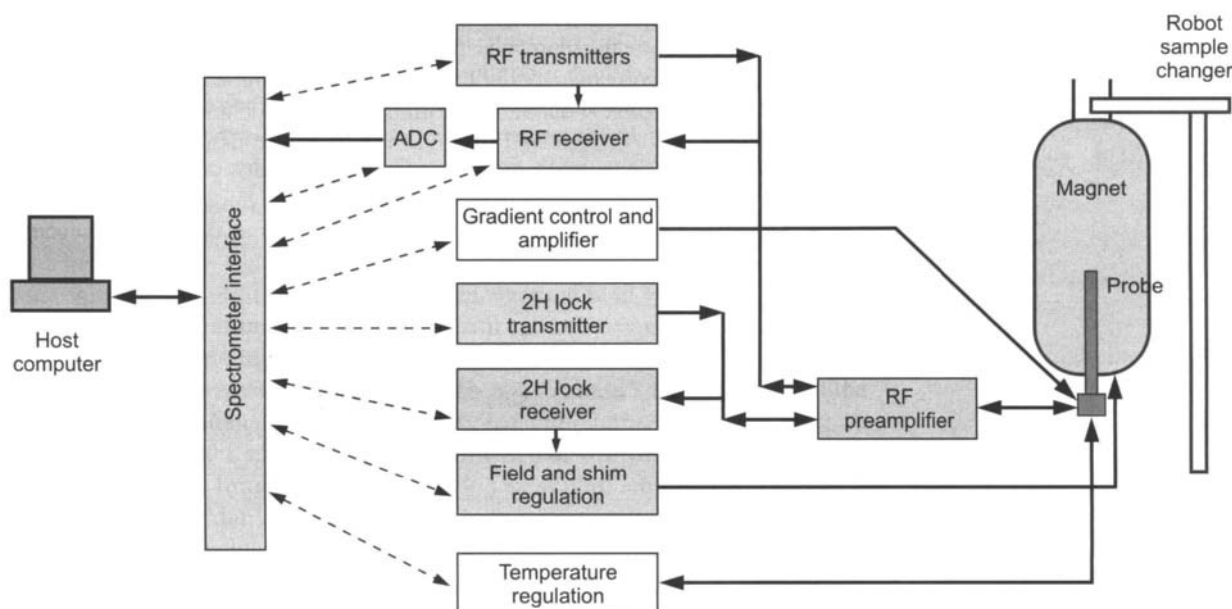 Robot
sample
changer
RF transmitters
ADC
RF receiver
Magnet
Gradient control and
amplifier
Probe
Spectrometer interface
2H lock
transmitter
Host
computer
2H lock
receiver
RF
preamplifier
Field and shim
regulation
Temperature
regulation